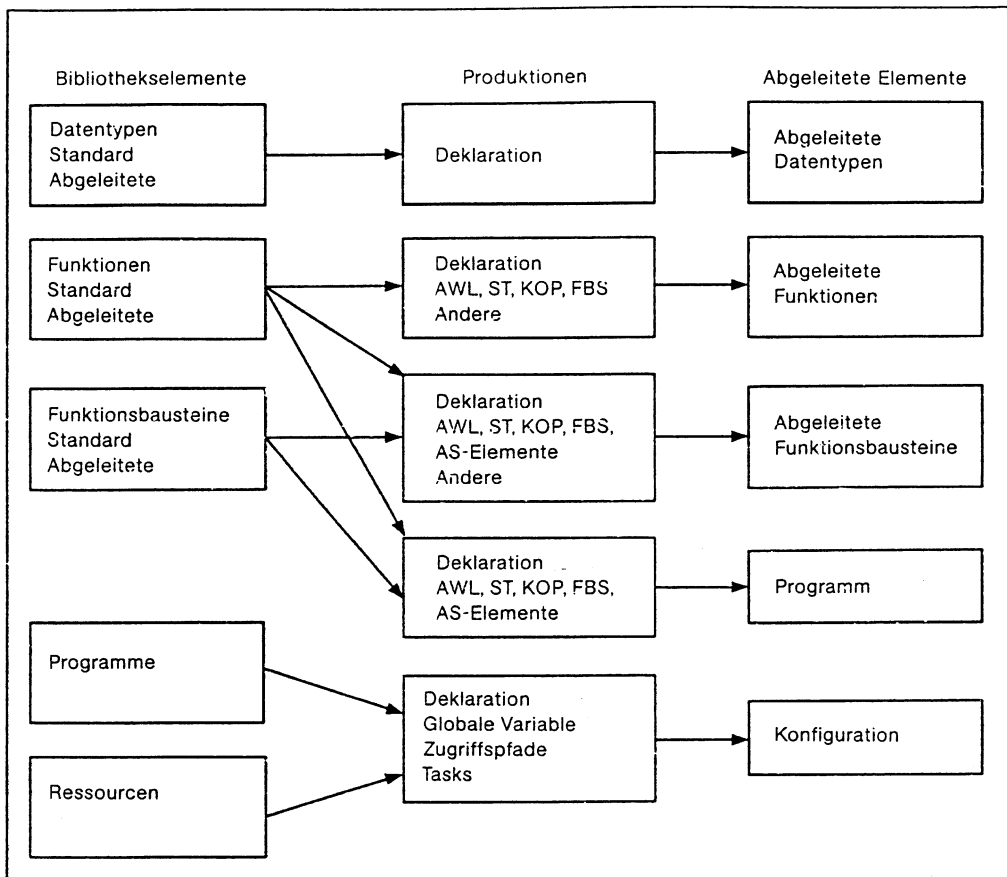 Bibliothekselemente
Produktionen
Abgeleitete Elemente
Datentypen
Standard
Abgeleitete
Deklaration
Abgeleitete
Datentypen
Funktionen
Standard
Abgeleitete
Deklaration
AWL, ST, KOP, FBS
Andere
Abgeleitete
Funktionen
Funktionsbausteine
Standard
Abgeleitete
Deklaration
AWL, ST, KOP, FBS,
AS-Elemente
Andere
Abgeleitete
Funktionsbausteine
Deklaration
AWL, ST, KOP, FBS,
AS-Elemente
Programm
Programme
Deklaration
Globale Variable
Zugriffspfade
Tasks
Konfiguration
Ressourcen